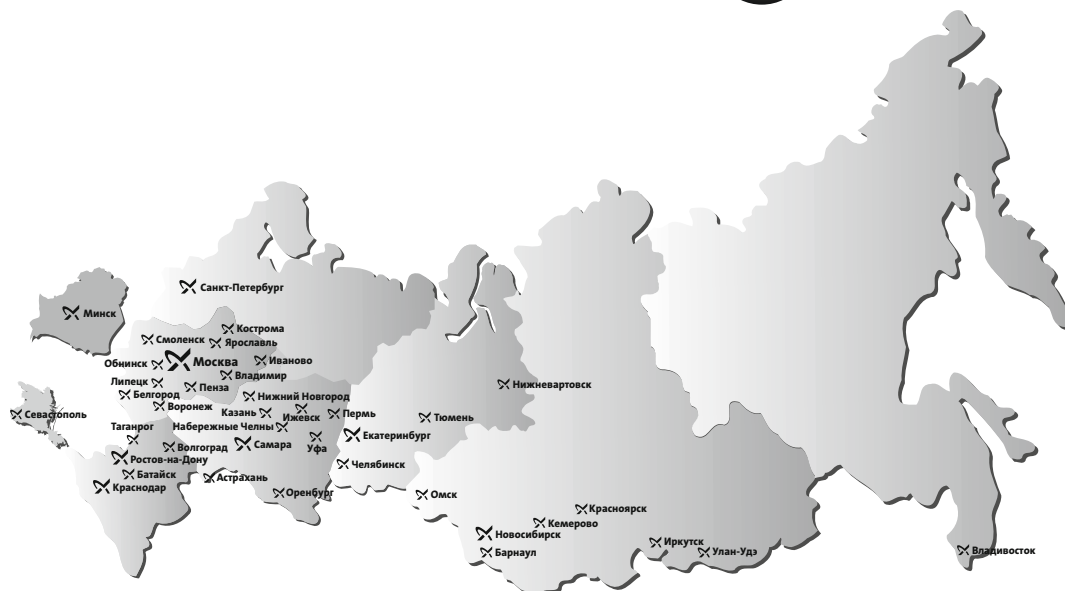 Санкт-Петербург
Минск
Кострома
Смоленск
Ярославль
Обнинск
Москва
Иваново
Владимир
Липецк
Пенза
Нижневартовск
Белгород
Нижний Новгород
Воронеж
Казань
Ижевск
Пермь
Севастополь
Тюмень
Таганрог
Набережные Челны
Екатеринбург
Волгоград
Самара
Уфа
Ростов-на-Дону
Челябинск
Батайск
Астрахань
Краснодар
Оренбург
Омск
Красноярск
Кемерово
Новосибирск
Иркутск
Барнаул
Улан-Удэ
Владивосток